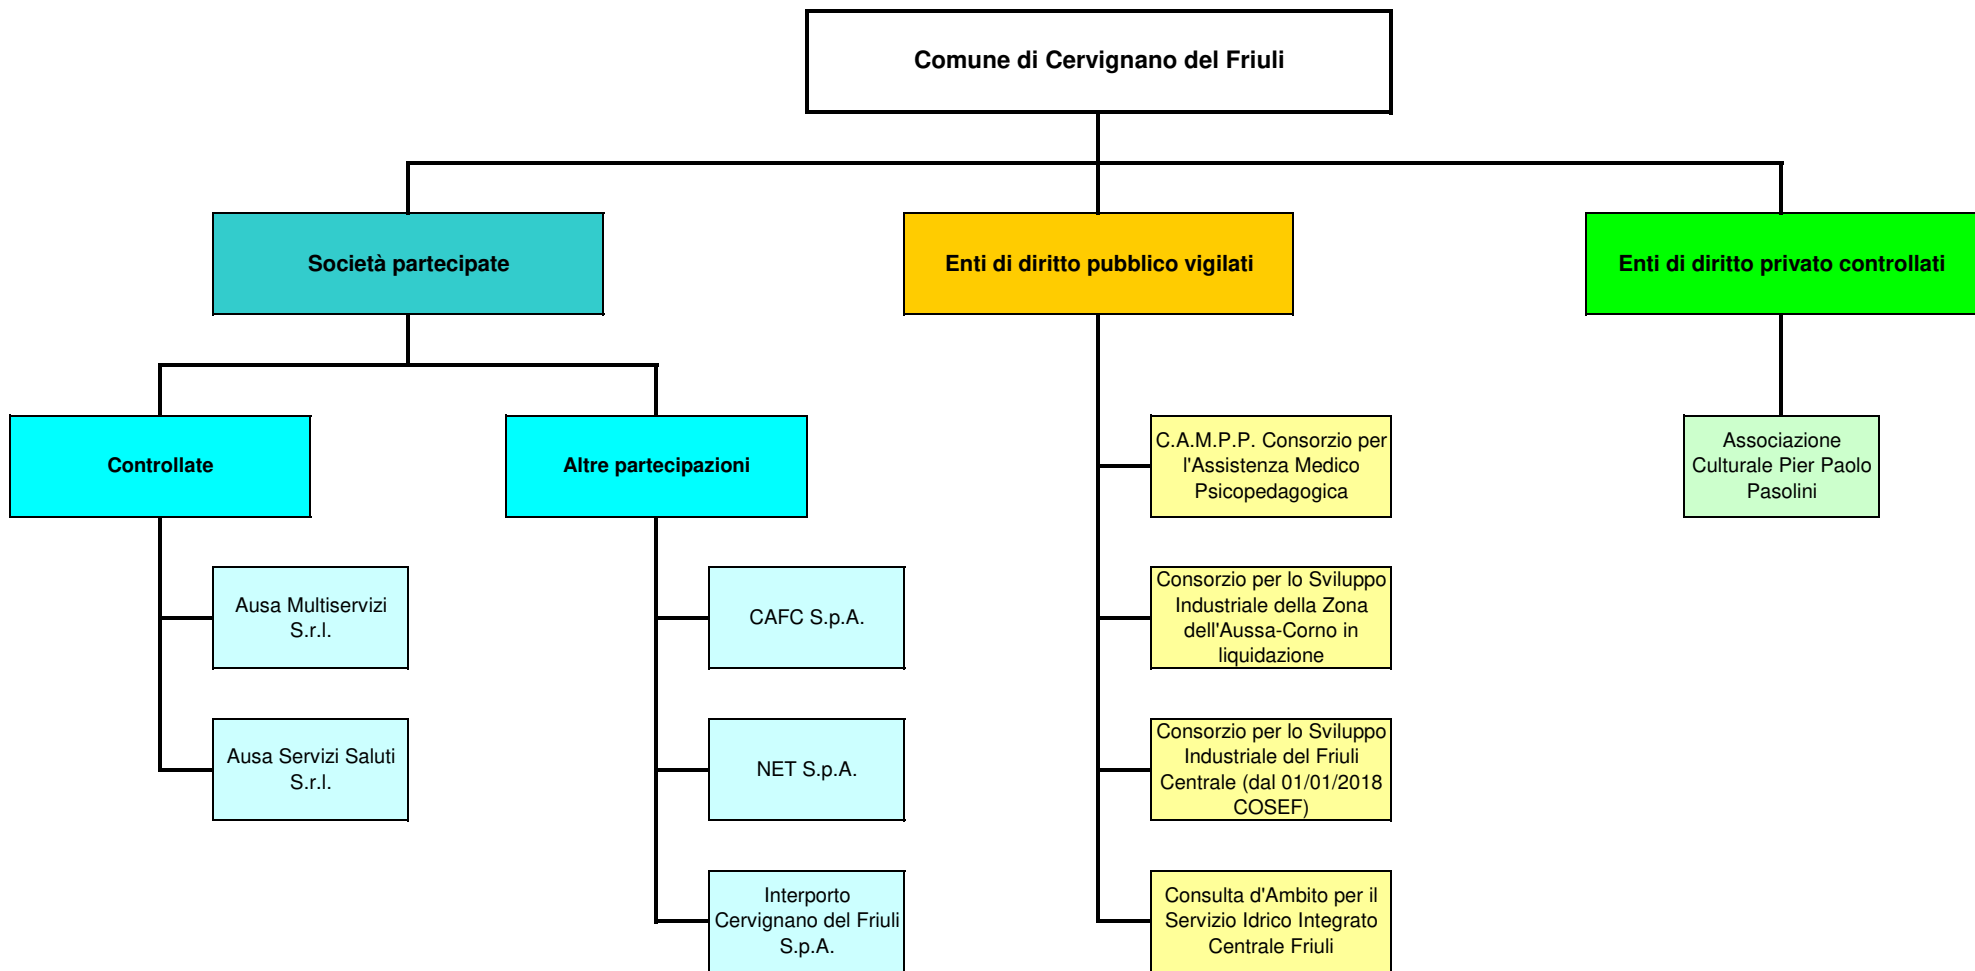 Comune di Cervignano del Friuli
Società partecipate
Enti di diritto pubblico vigilati
Enti di diritto privato controllati
Controllate
Altre partecipazioni
C.A.M.P.P. Consorzio per
l'Assistenza Medico
Psicopedagogica
Associazione
Culturale Pier Paolo
Pasolini
Ausa Multiservizi
S.r.l.
CAFC S.p.A.
Consorzio per lo Sviluppo
Industriale della Zona
dell'Aussa-Corno in
liquidazione
Ausa Servizi Saluti
S.r.l.
NET S.p.A.
Consorzio per lo Sviluppo
Industriale del Friuli
Centrale (dal 01/01/2018
COSEF)
Interporto
Cervignano del Friuli
S.p.A.
Consulta d'Ambito per il
Servizio Idrico Integrato
Centrale Friuli